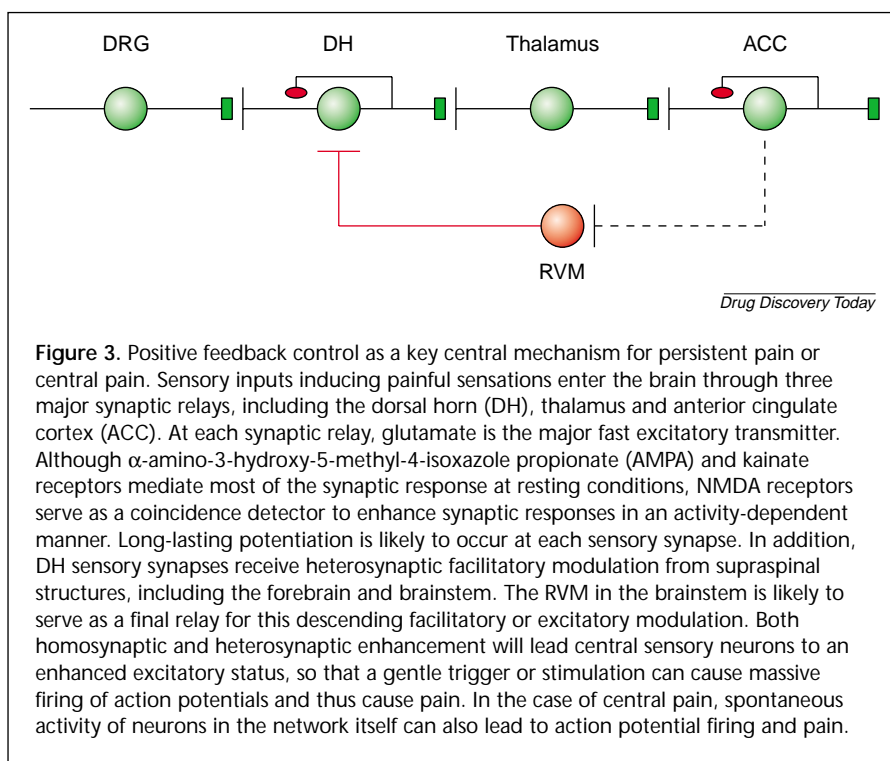 DRG DH Thalamus ACC
RVM
Drug Discovery Today
Figure 3. Positive feedback control as a key central mechanism for persistent pain or
central pain. Sensory inputs inducing painful sensations enter the brain through three
major synaptic relays, including the dorsal horn (DH), thalamus and anterior cingulate
cortex (ACC). At each synaptic relay, glutamate is the major fast excitatory transmitter.
Although α-amino-3-hydroxy-5-methyl-4-isoxazole propionate (AMPA) and kainate
receptors mediate most of the synaptic response at resting conditions, NMDA receptors
serve as a coincidence detector to enhance synaptic responses in an activity-dependent
manner. Long-lasting potentiation is likely to occur at each sensory synapse. In addition,
DH sensory synapses receive heterosynaptic facilitatory modulation from supraspinal
structures, including the forebrain and brainstem. The RVM in the brainstem is likely to
serve as a final relay for this descending facilitatory or excitatory modulation. Both
homosynaptic and heterosynaptic enhancement will lead central sensory neurons to an
enhanced excitatory status, so that a gentle trigger or stimulation can cause massive
firing of action potentials and thus cause pain. In the case of central pain, spontaneous
activity of neurons in the network itself can also lead to action potential firing and pain.